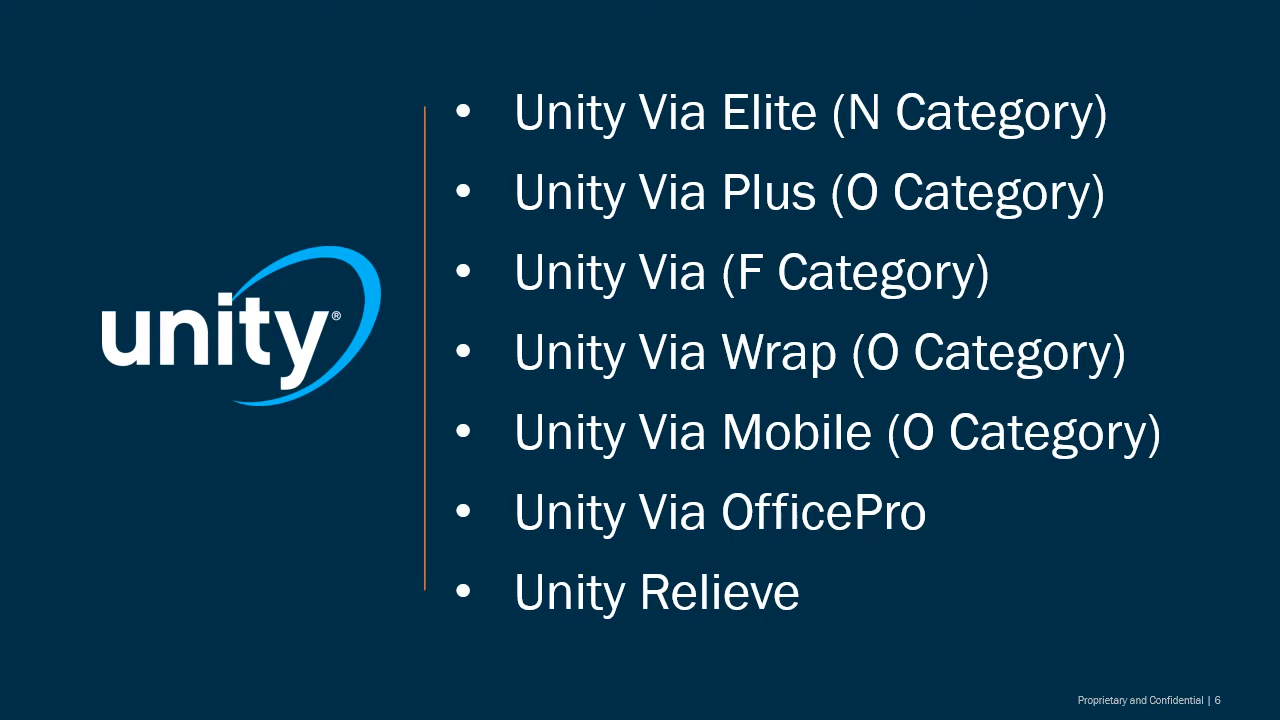 unity®
• Unity Via Elite (N Category)
• Unity Via Plus (O Category)
• Unity Via (F Category)
• Unity Via Wrap (O Category)
• Unity Via Mobile (O Category)
• Unity Via OfficePro
• Unity Relieve
Proprietary and Confidential | 6